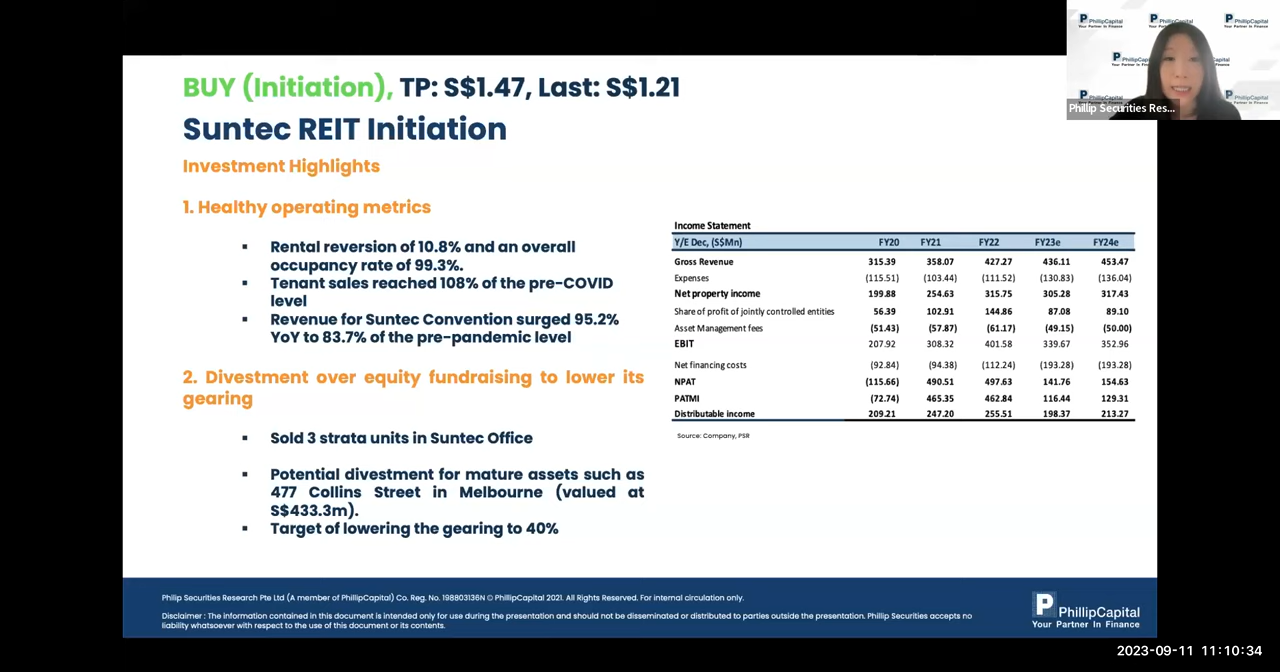 BUY (Initiation), TP: S$1.47, Last: S$1.21
Suntec REIT Initiation
Investment Highlights
1. Healthy operating metrics
▪ Rental reversion of 10.8% and an overall
occupancy rate of 99.3%.
▪ Tenant sales reached 108% of the pre-COVID
level
▪ Revenue for Suntec Convention surged 95.2%
YoY to 83.7% of the pre-pandemic level
2. Divestment over equity fundraising to lower its
gearing
▪ Sold 3 strata units in Suntec Office
▪ Potential divestment for mature assets such as
477 Collins Street in Melbourne (valued at
S$433.3m).
▪ Target of lowering the gearing to 40%
Income Statement
Y/E Dec, (S$Mn) FY20 FY21 FY22 FY23e FY24e
Gross Revenue 315.39 358.07 427.27 436.11 453.47
Expenses (115.51) (103.44) (111.52) (130.83) (136.04)
Net property income 199.88 254.63 315.75 305.28 317.43
Share of profit of jointly controlled entities 56.39 102.91 144.86 87.08 89.10
Asset Management fees (51.43) (57.87) (61.17) (49.15) (50.00)
EBIT 207.92 308.32 401.58 339.67 352.96
Net financing costs (92.84) (94.38) (112.24) (193.28) (193.28)
NPAT (115.66) 490.51 497.63 141.76 154.63
PATMI (72.74) 465.35 462.84 116.44 129.31
Distributable income 209.21 247.20 255.51 198.37 213.27
Source: Company, PSR
Philip Securities Research Pte Ltd (A member of PhillipCapital) Co. Reg. No. 198803136N © PhillipCapital 2021. All Rights Reserved. For internal circulation only.
Disclaimer : The information contained in this document is intended only for use during the presentation and should not be disseminated or distributed to parties outside the presentation. Phillip Securities accepts no
liability whatsoever with respect to the use of this document or its contents.
P PhillipCapital
Your Partner In Finance
PhillipCapital
Your Partner In Finance
PhillipCapital
PhillipCapital
Your Partner In Finance
Phillip Securities Res...
2023-09-11 11:10:34